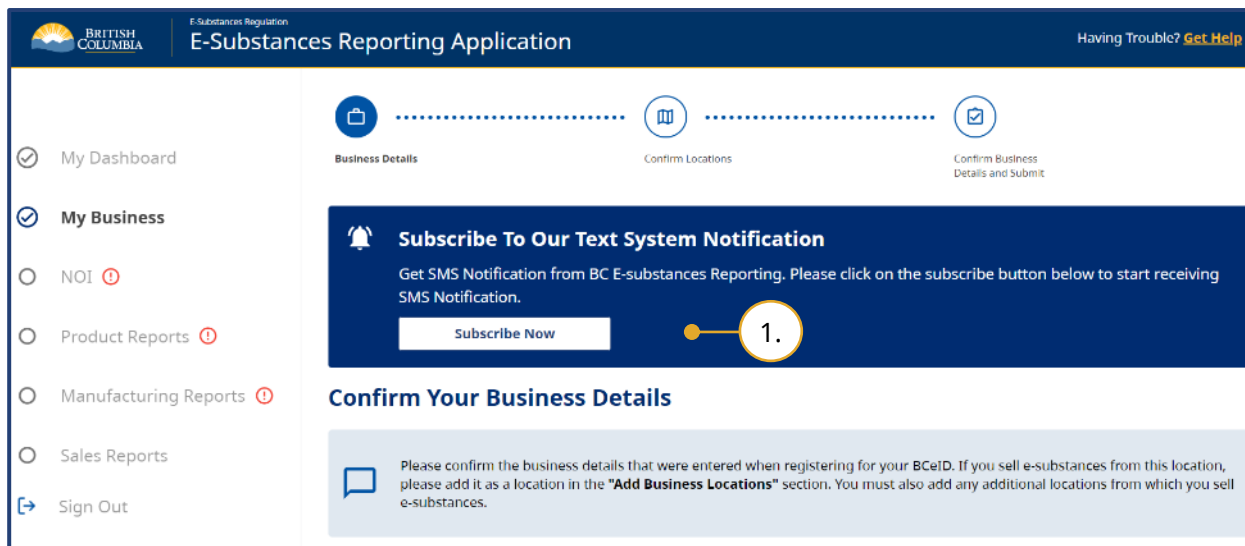 BRITISH
COLUMBIA
E-Substances Regulation
E-Substances Reporting Application
Having Trouble? Get Help
Business Details
Confirm Locations
Confirm Business
Details and Submit
My Dashboard
My Business
NOI
Product Reports
Manufacturing Reports
Sales Reports
Sign Out
Subscribe To Our Text System Notification
Get SMS Notification from BC E-substances Reporting. Please click on the subscribe button below to start receiving
SMS Notification.
Subscribe Now
1.
Confirm Your Business Details
Please confirm the business details that were entered when registering for your BCeID. If you sell e-substances from this location,
please add it as a location in the "Add Business Locations" section. You must also add any additional locations from which you sell
e-substances.